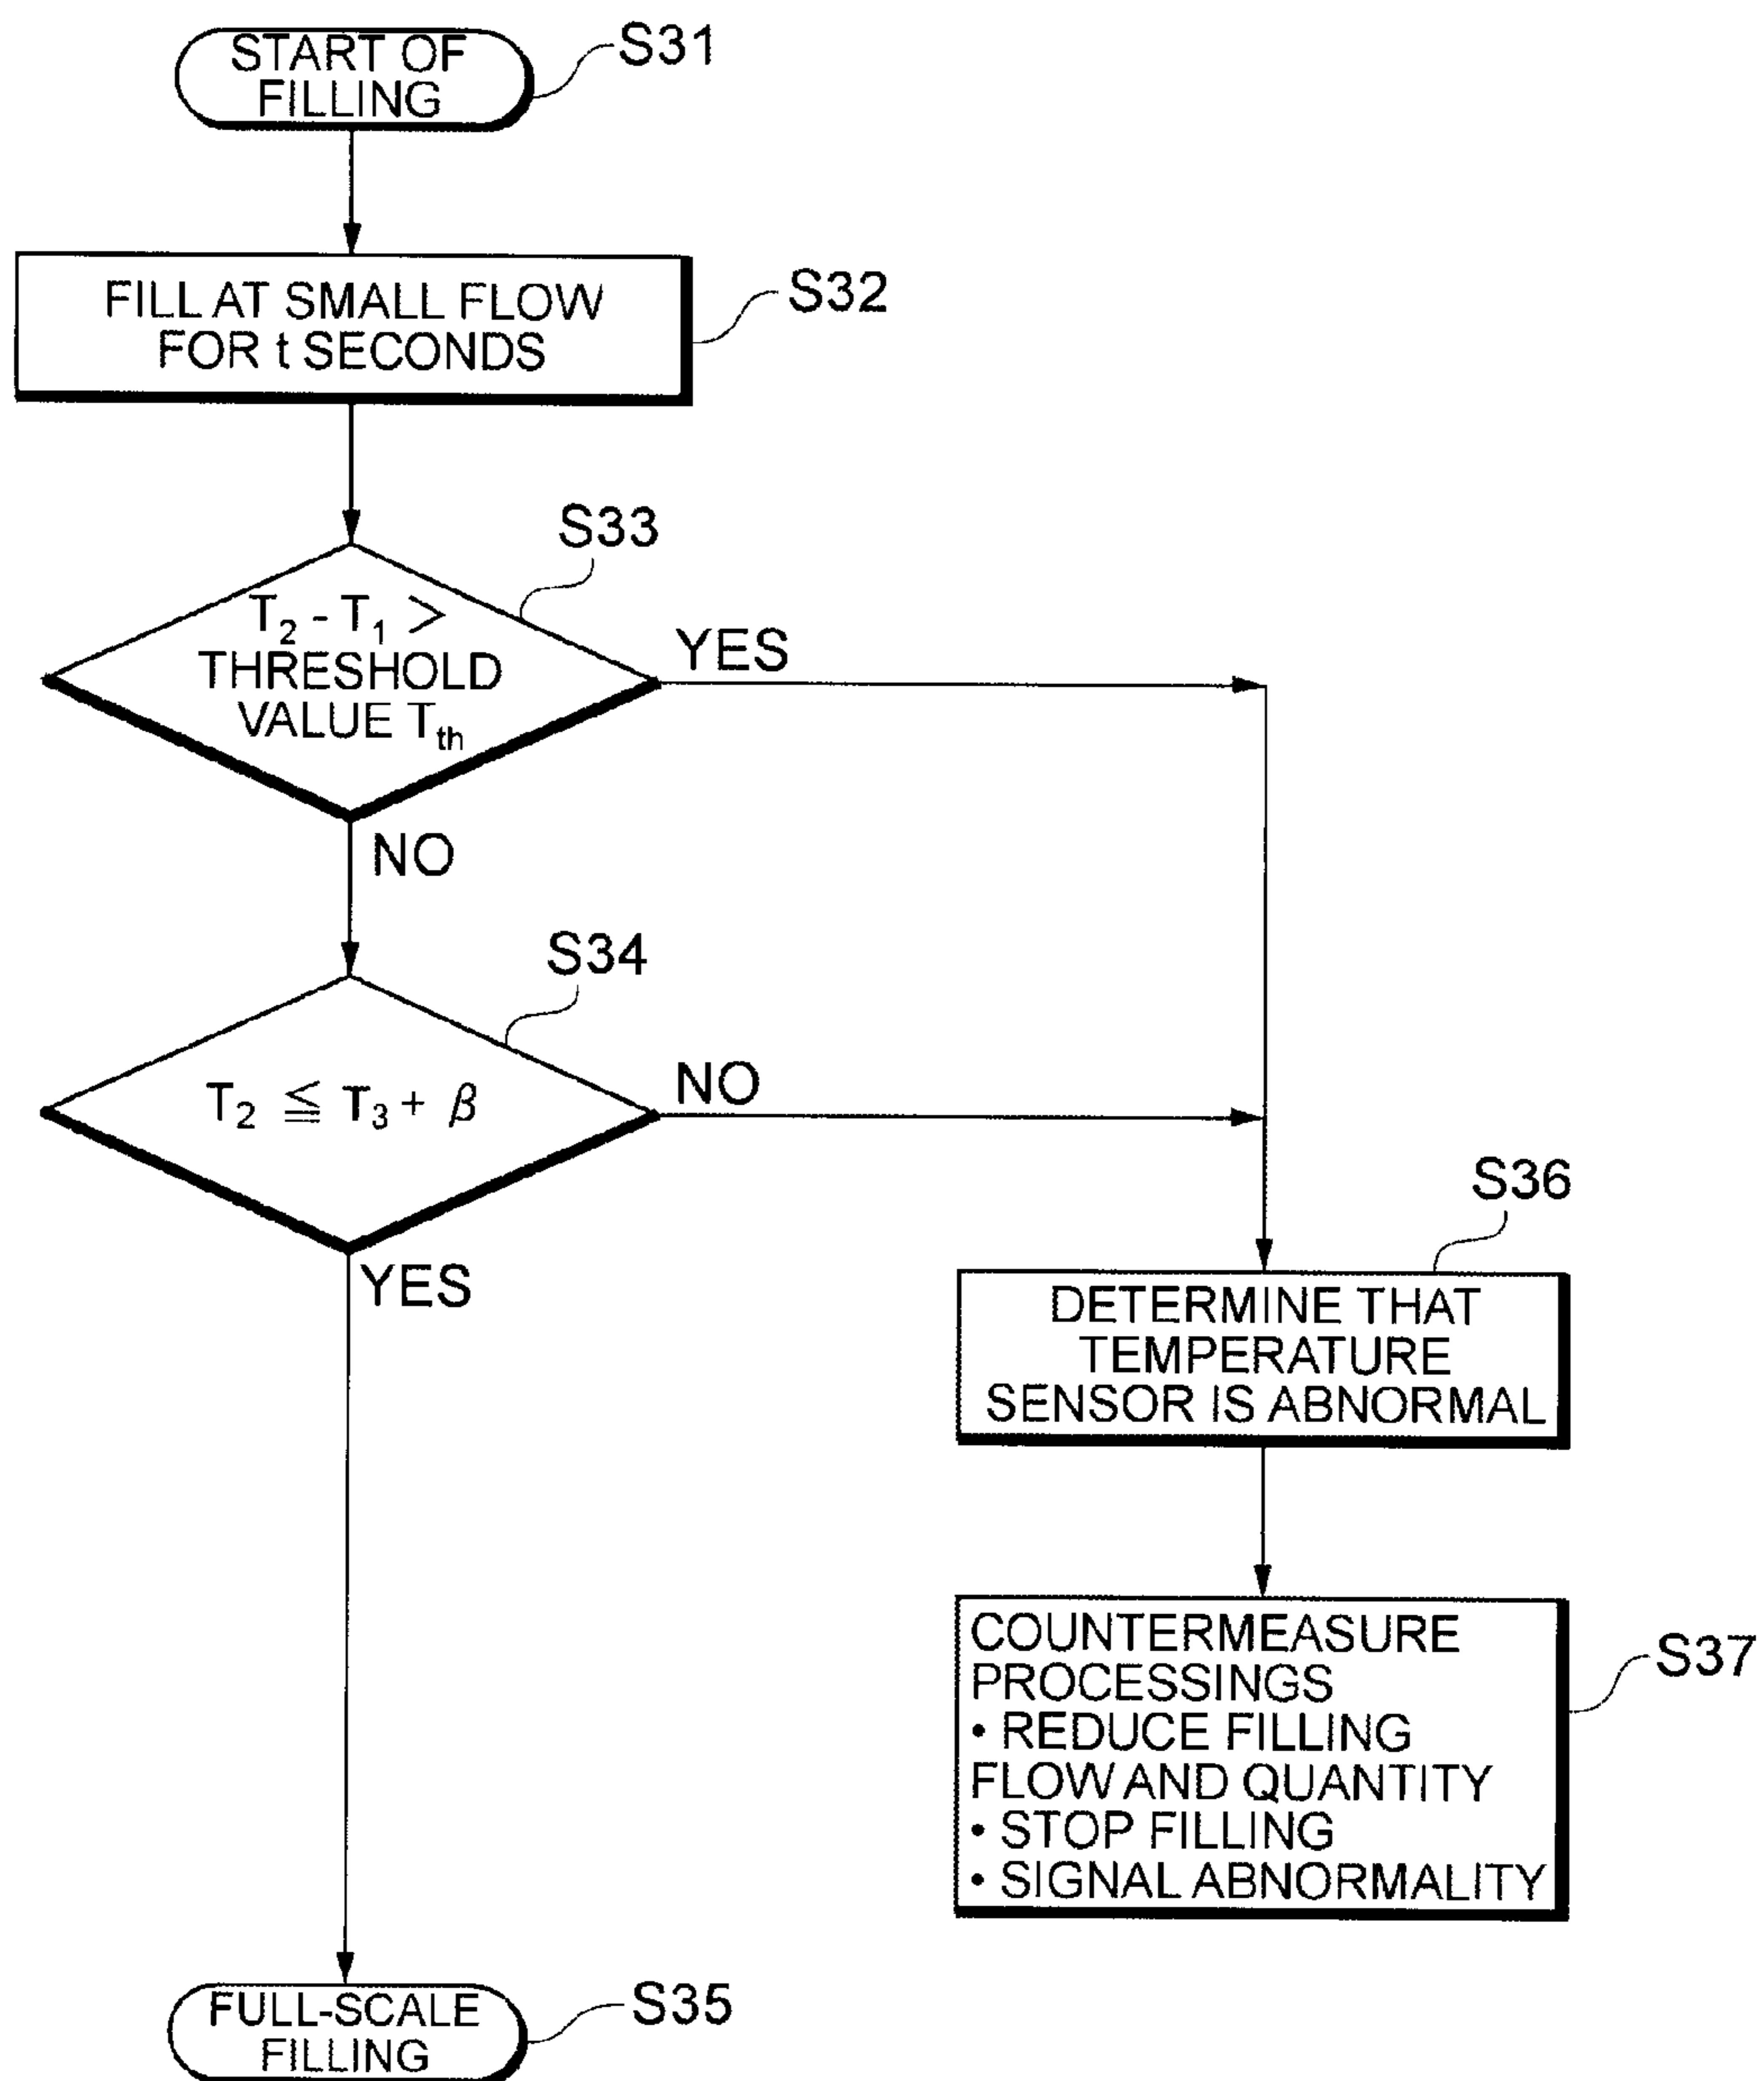 START OF
FILLING
S31
FILL AT SMALL FLOW
FOR t SECONDS
S32
S33
T₂ - T₁ >
THRESHOLD
VALUE Tth
YES
NO
S34
T₂ ≦ T₃ + β
NO
YES
S36
DETERMINE THAT
TEMPERATURE
SENSOR IS ABNORMAL
COUNTERMEASURE
PROCESSINGS
• REDUCE FILLING
FLOW AND QUANTITY
• STOP FILLING
• SIGNAL ABNORMALITY
S37
FULL-SCALE
FILLING
S35